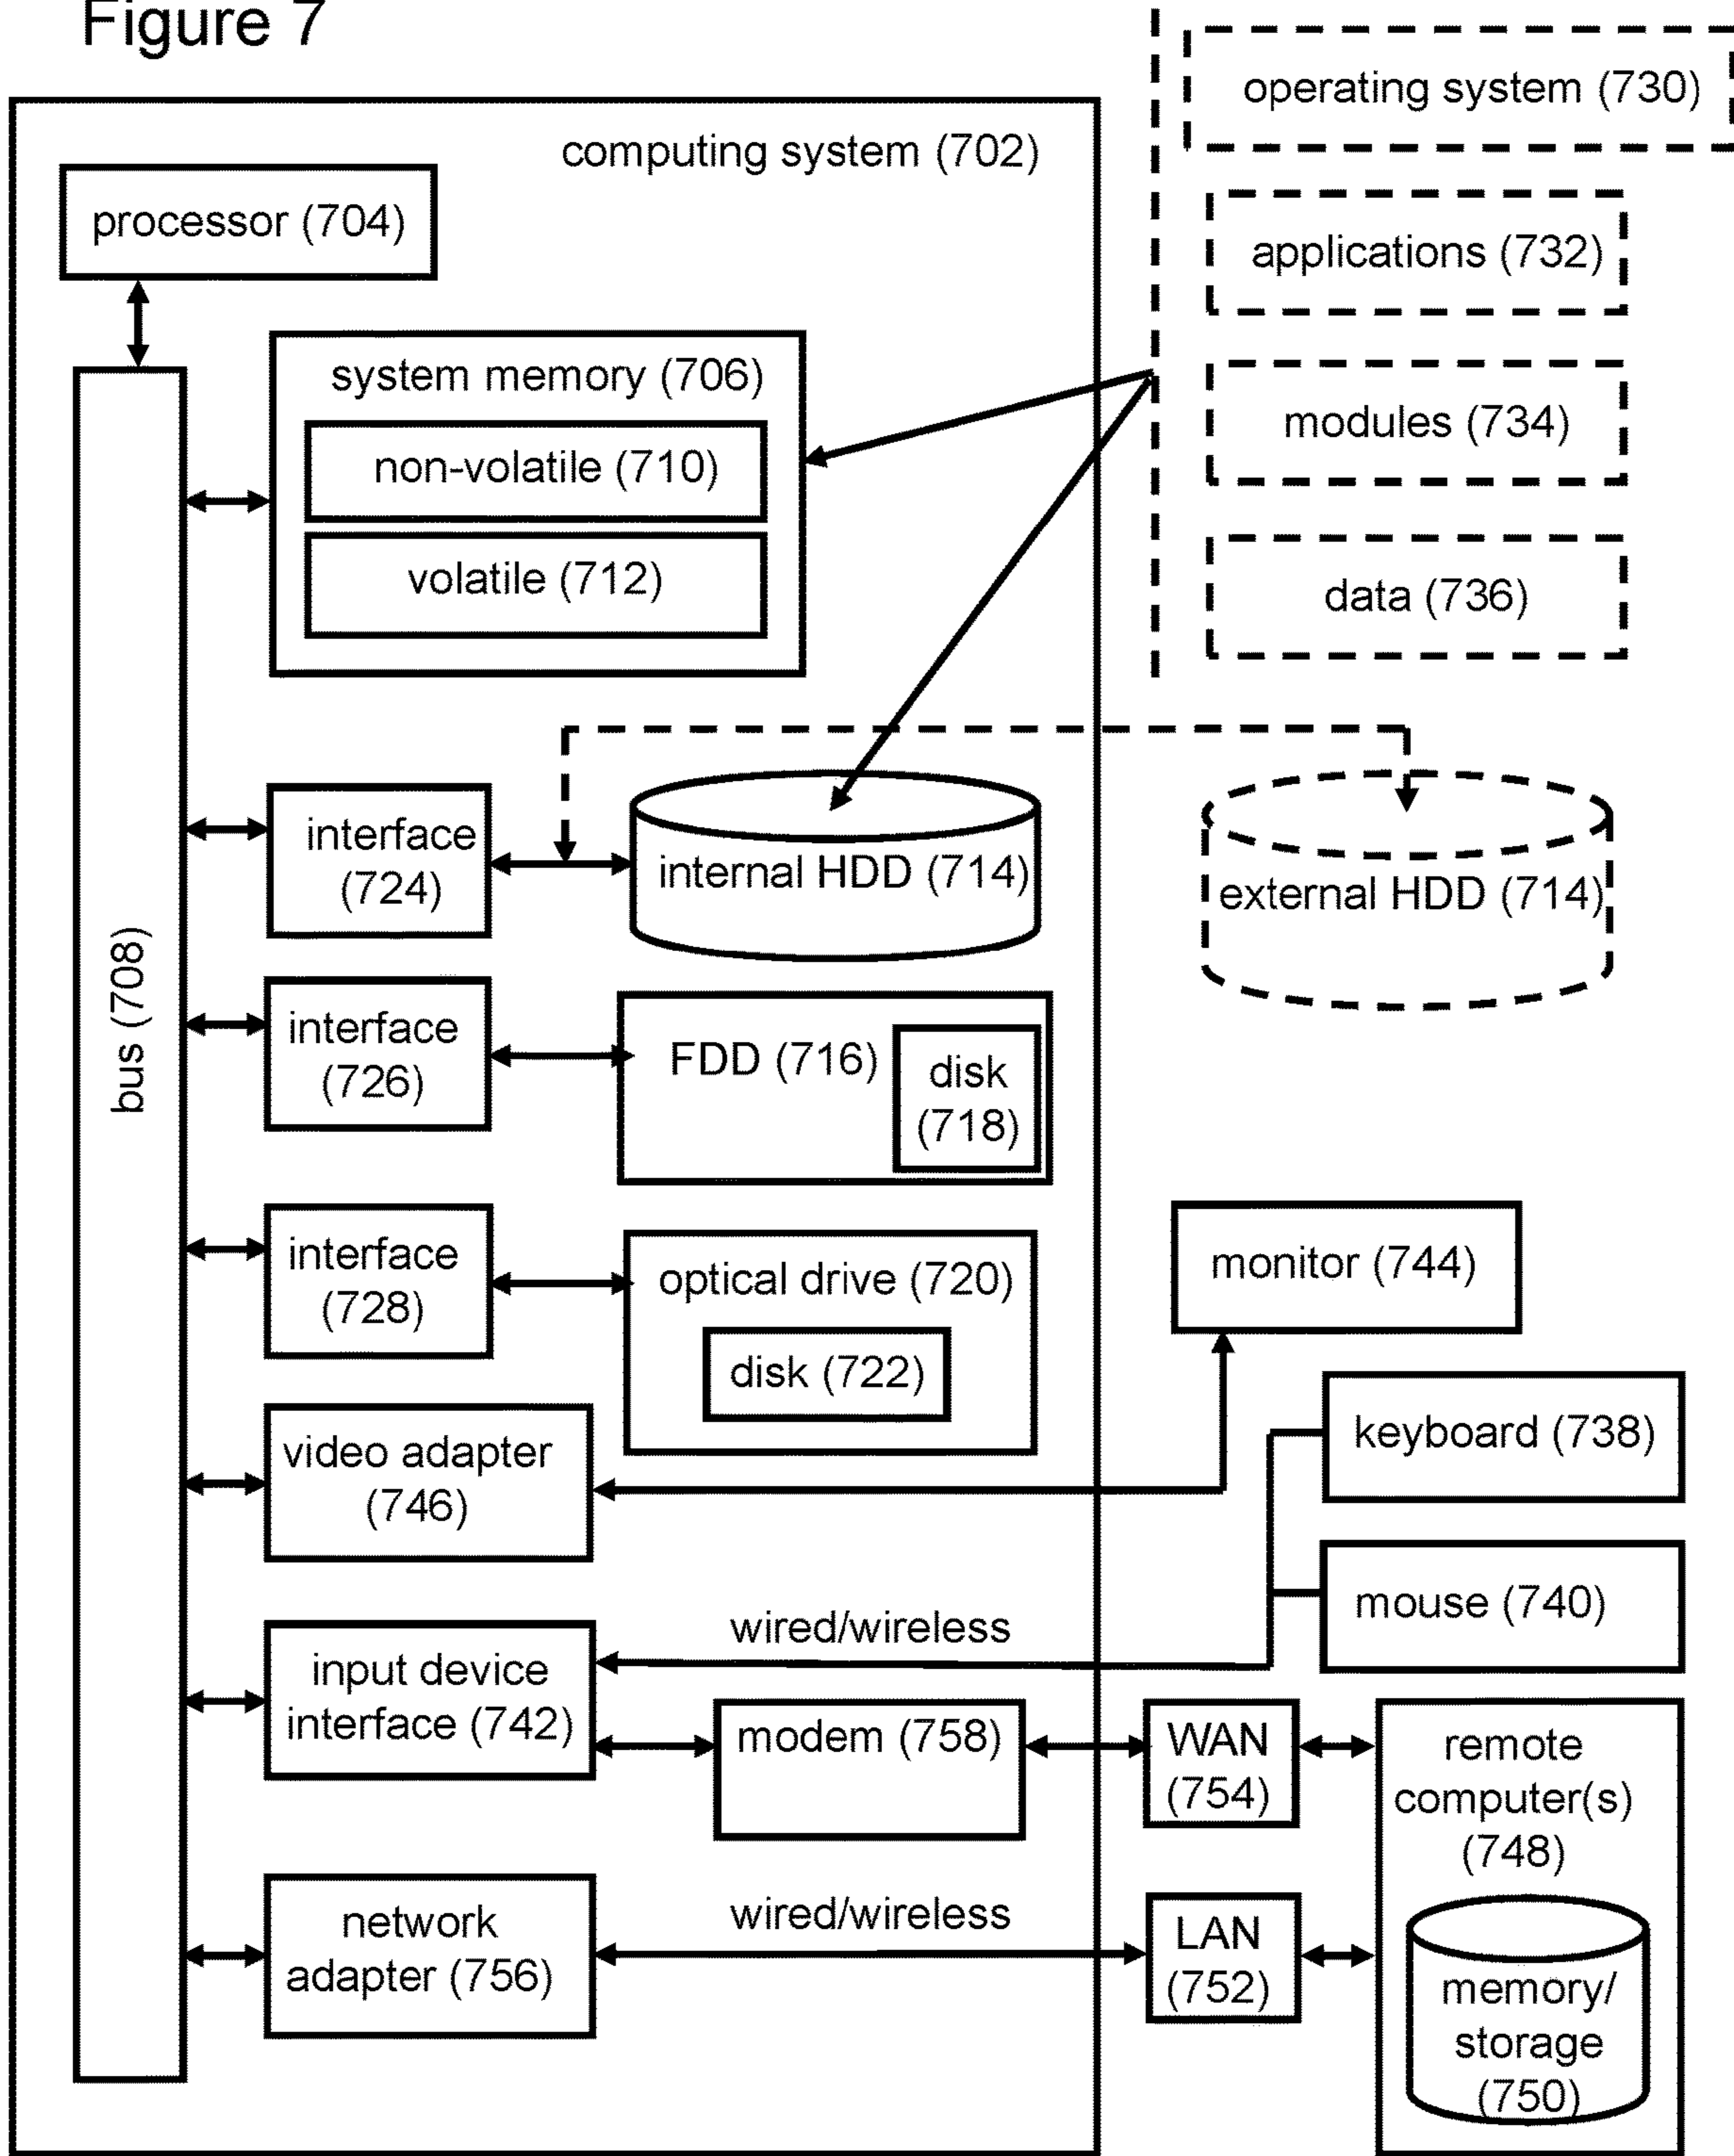 Figure 7
operating system (730)
computing system (702)
processor (704)
applications (732)
system memory (706)
modules (734)
non-volatile (710)
volatile (712)
data (736)
interface
(724)
internal HDD (714)
external HDD (714)
bus (708)
interface
(726)
FDD (716)
disk
(718)
interface
(728)
optical drive (720)
disk (722)
monitor (744)
video adapter
(746)
keyboard (738)
mouse (740)
wired/wireless
input device
interface (742)
modem (758)
WAN
(754)
remote
computer(s)
(748)
network
adapter (756)
wired/wireless
LAN
(752)
memory/
storage
(750)